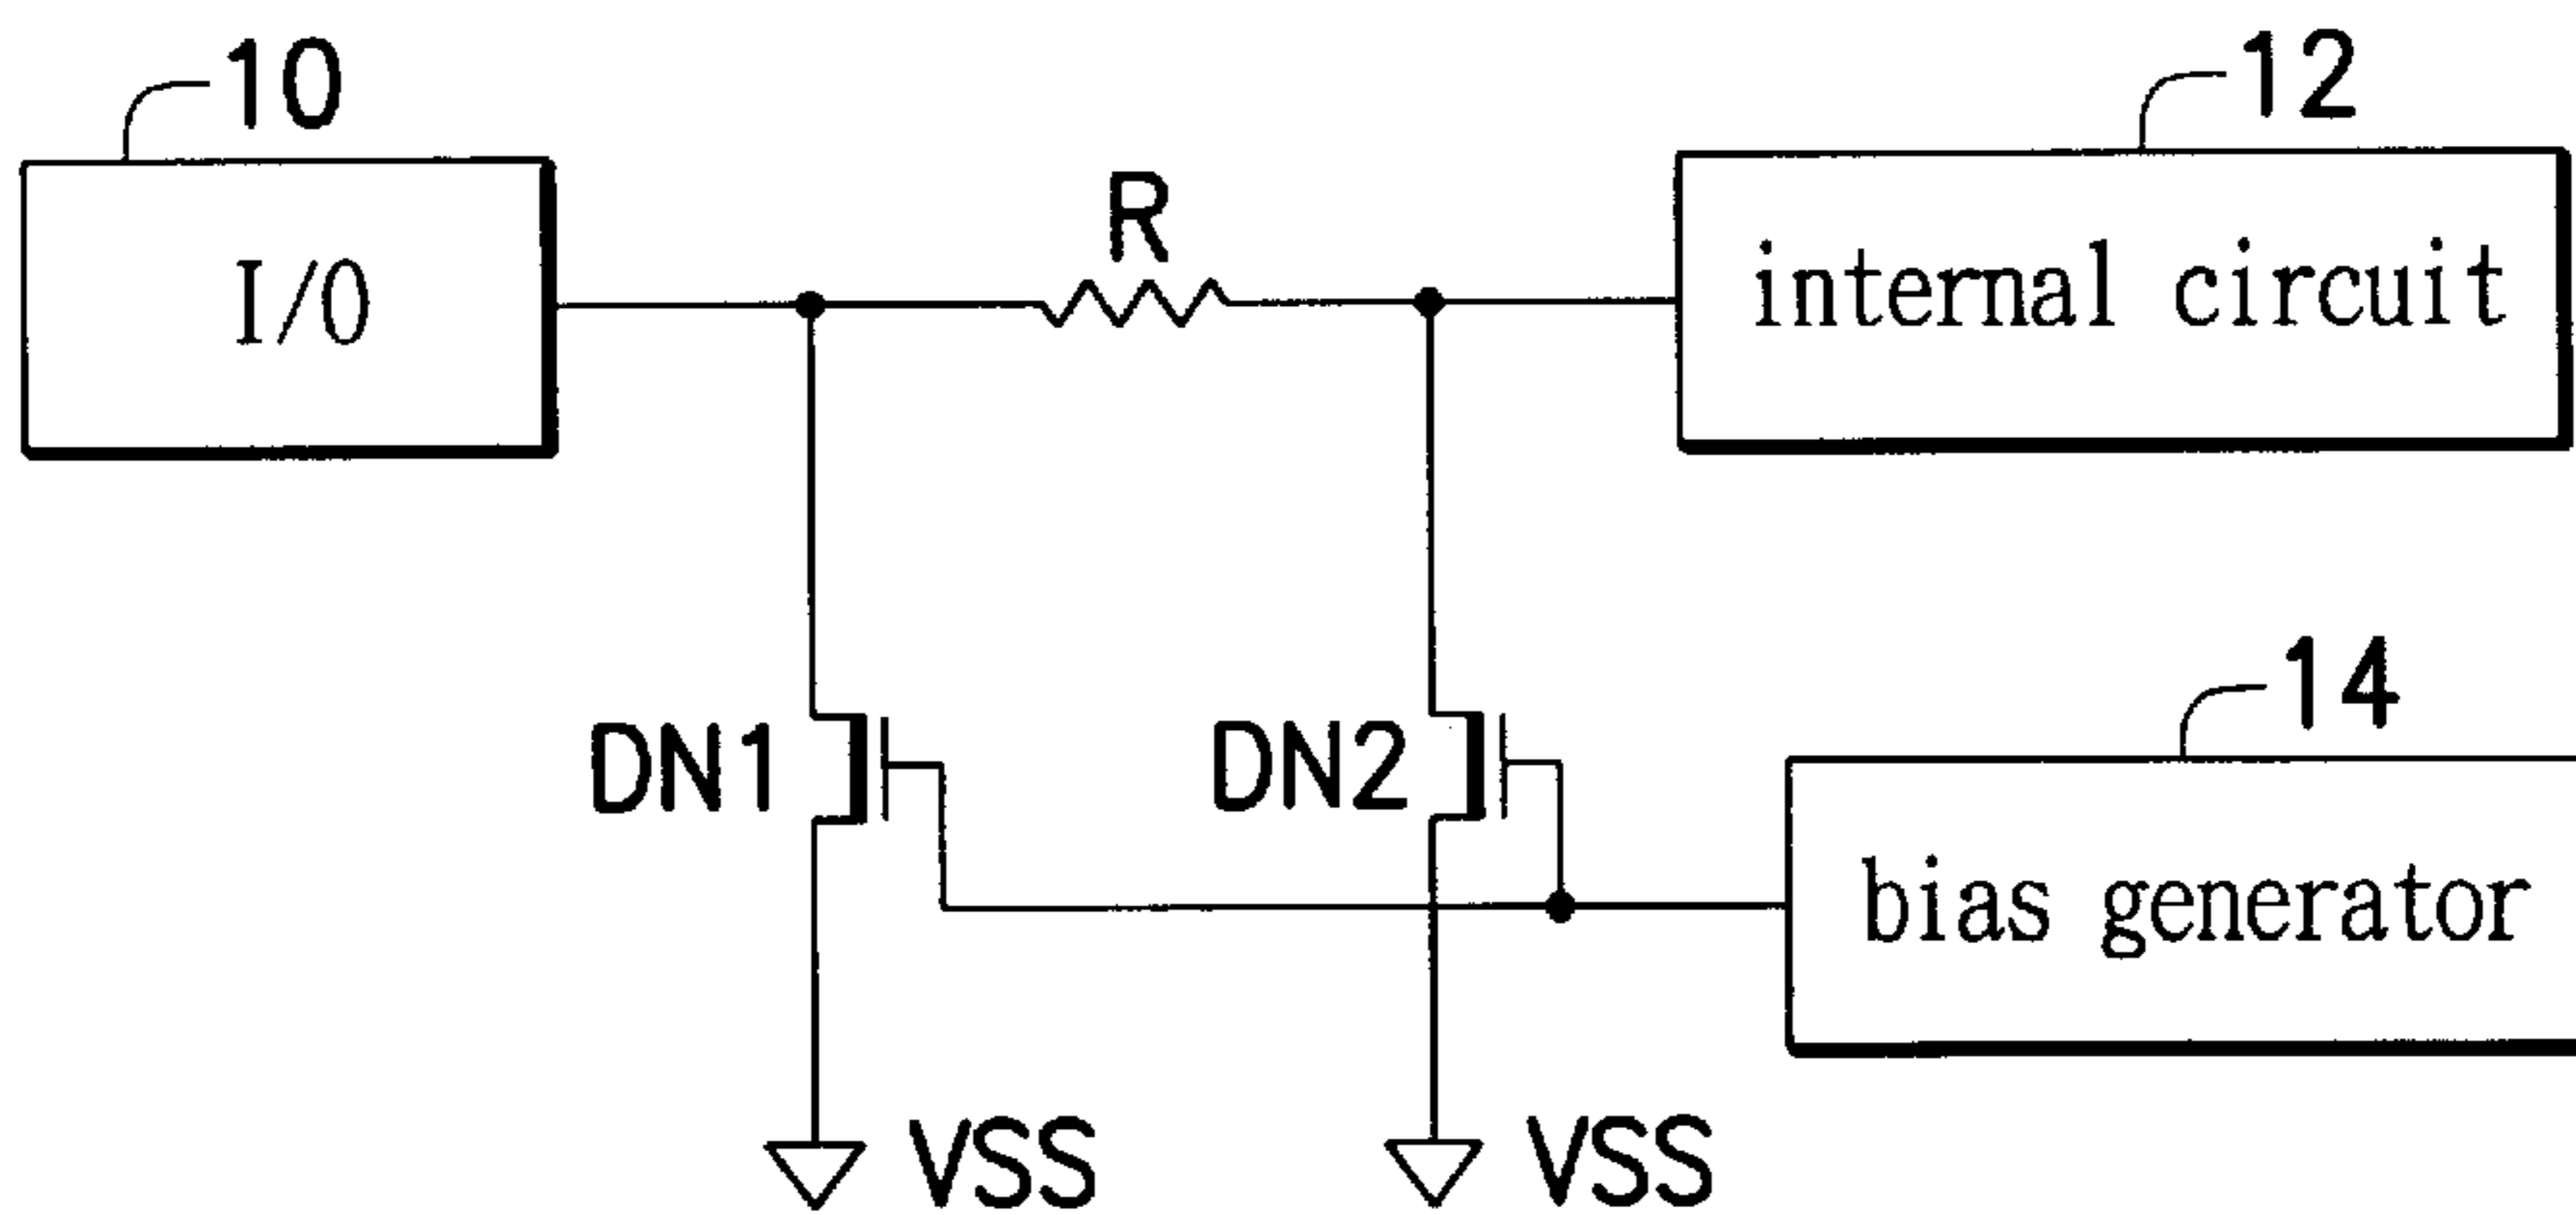 10
12
R
I/O
internal circuit
14
DN1
DN2
bias generator
VSS
VSS